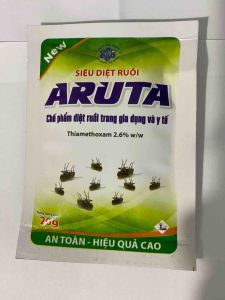 New
SIÊU DIỆT RUỒI
ARUTA
Chế phẩm diệt ruồi trong gia dụng và y tế
Thiamethoxam 2.6% w/w
20g
AN TOÀN - HIỆU QUẢ CAO